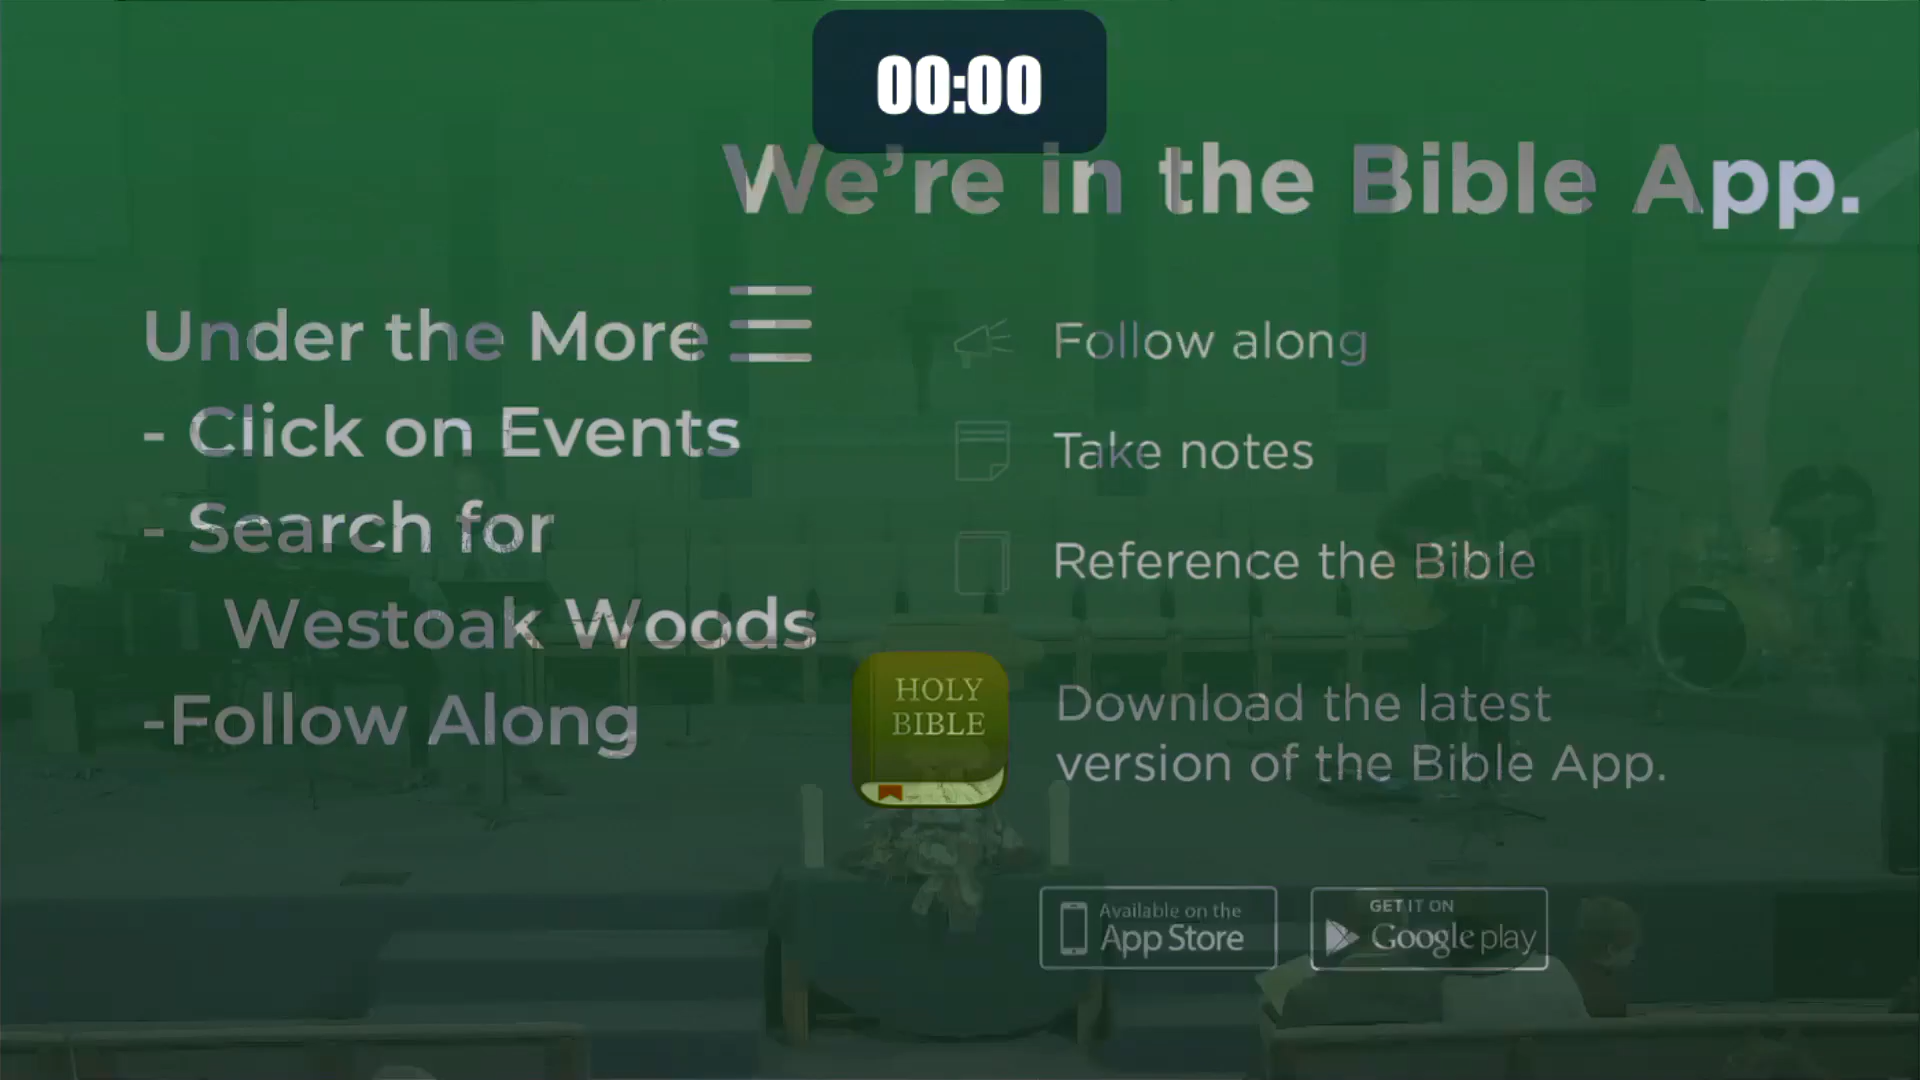 00:00
We're in the Bible App.
Under the More
- Click on Events
- Search for
Westoak Woods
-Follow Along
Follow along
Take notes
Reference the Bible
HOLY
BIBLE
Download the latest
version of the Bible App.
Available on the
App Store
GET IT ON
Google play